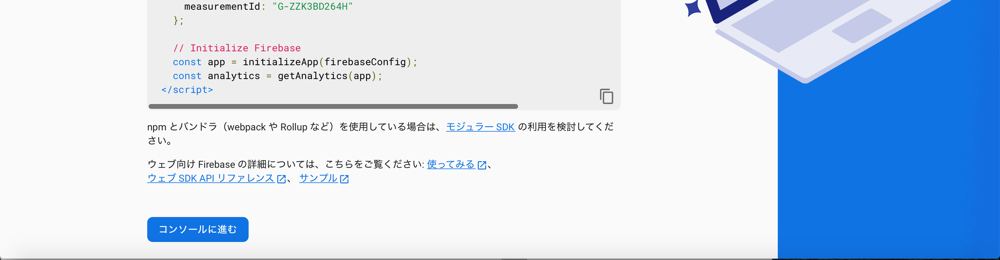 measurementId: "G-ZZK3BD264H"
};
// Initialize Firebase
const app = initializeApp(firebaseConfig);
const analytics = getAnalytics(app);
</script>
npm とバンドラ（webpack や Rollup など）を使用している場合は、モジュラー SDK の利用を検討してくだ
さい。
ウェブ向け Firebase の詳細については、こちらをご覧ください: 使ってみる、
ウェブ SDK API リファレンス、 サンプル
コンソールに進む